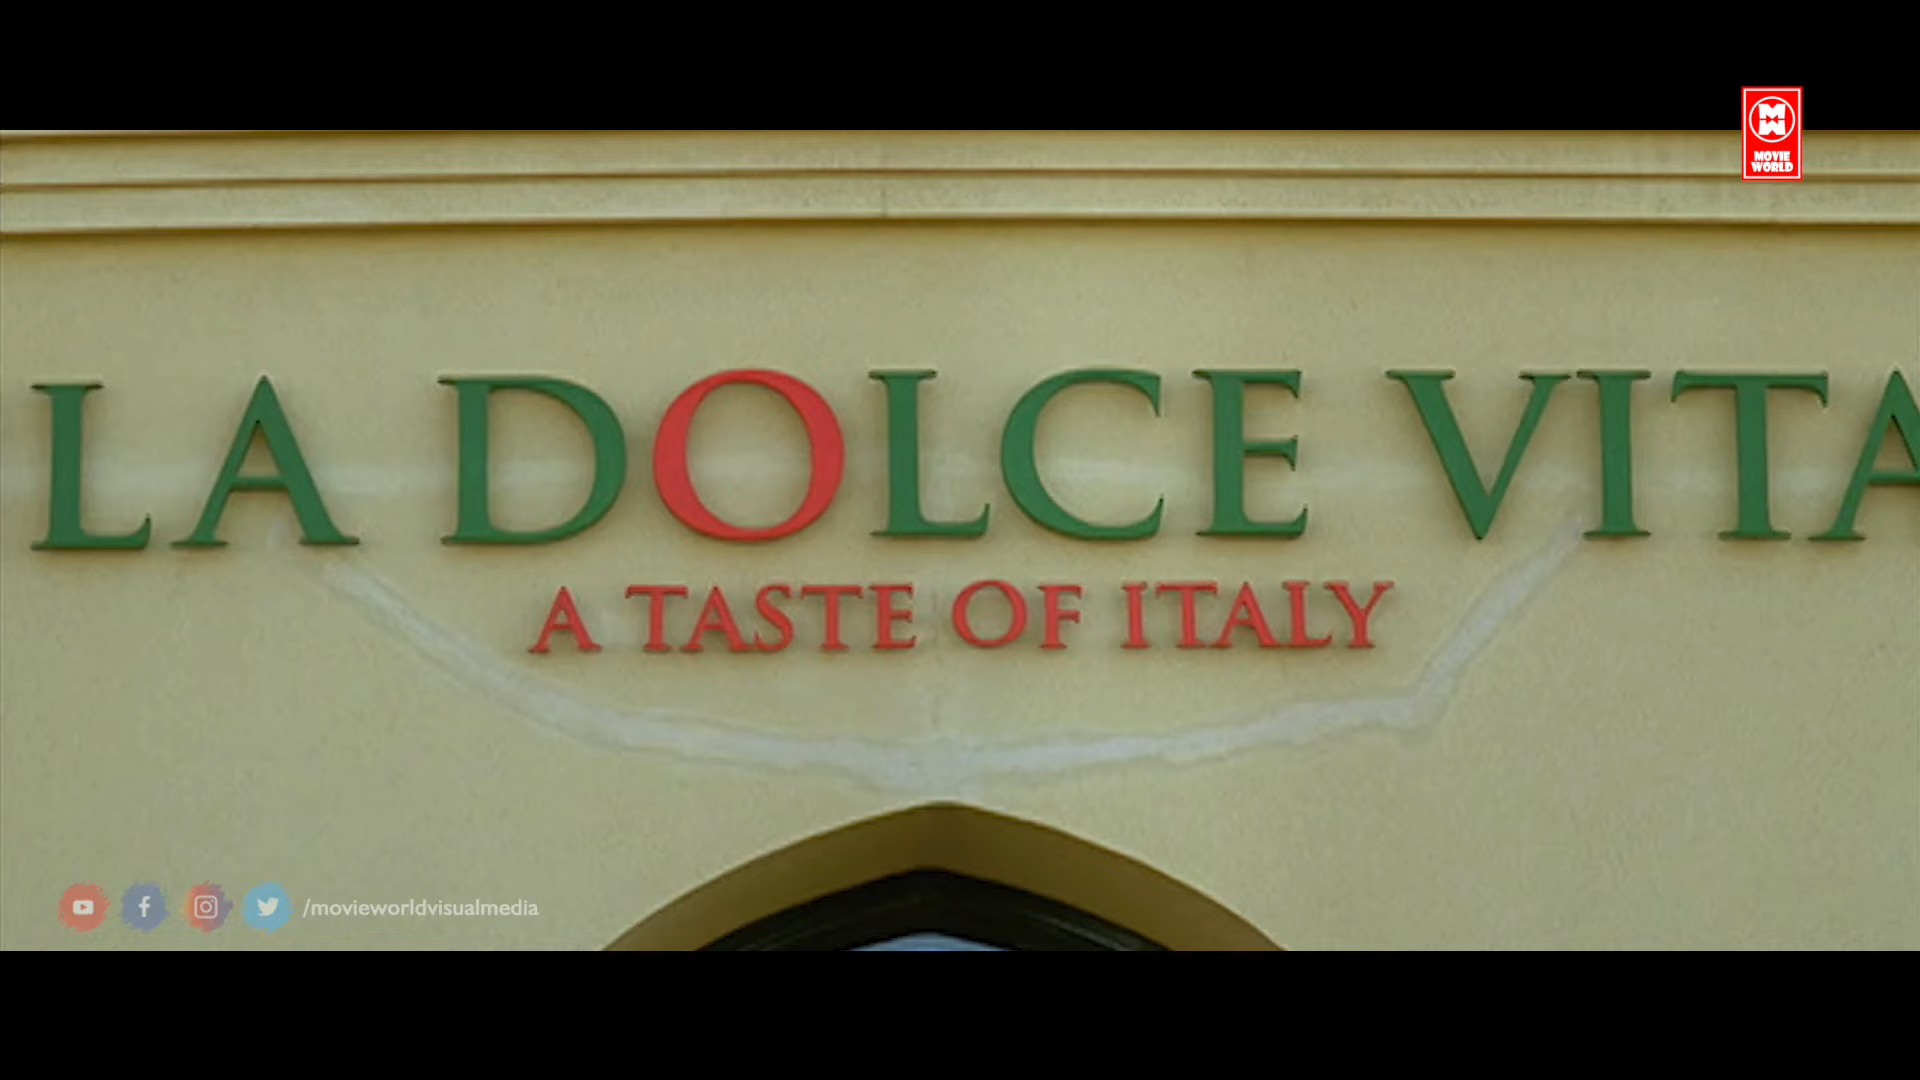 MOVIE
WORLD
LA DOLCE VITA
A TASTE OF ITALY
/movieworldvisualmedia